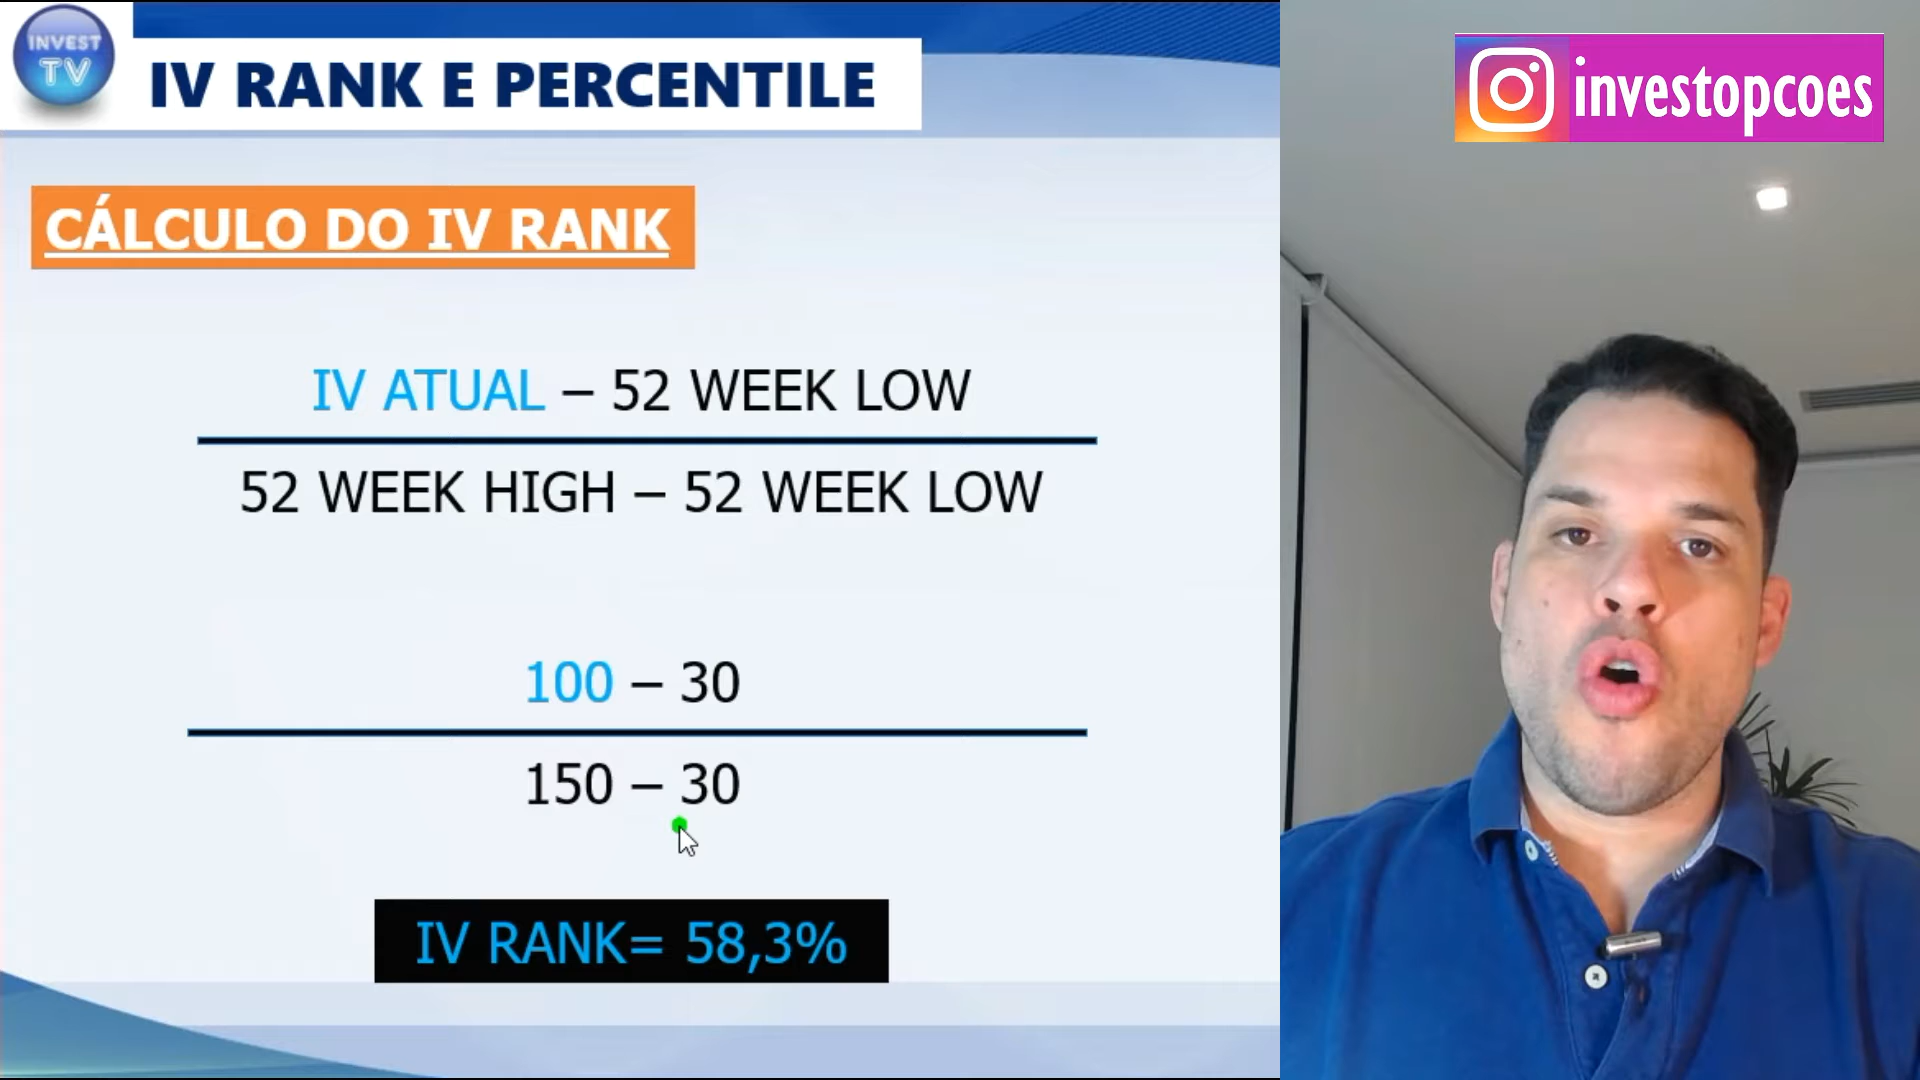 INVEST
TV
IV RANK E PERCENTILE
investopcoes
CÁLCULO DO IV RANK
IV ATUAL – 52 WEEK LOW
52 WEEK HIGH – 52 WEEK LOW
100 – 30
150 – 30
IV RANK= 58,3%